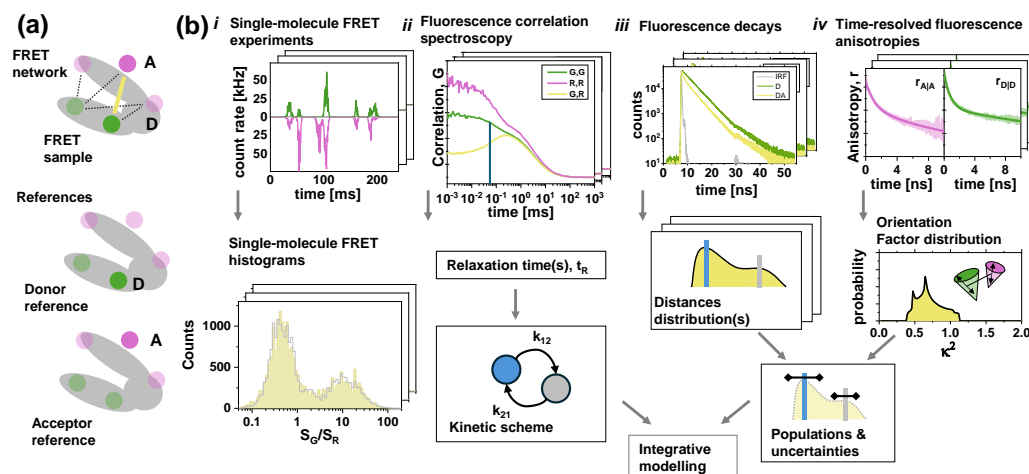 (a)
FRET
network
A
D
FRET
sample
References
D
Donor
reference
A
Acceptor
reference
(b)
i
Single-molecule FRET
experiments
count rate [kHz]
50
25
0
25
50
0 100 200
time [ms]
Single-molecule FRET
histograms
Counts
1000
500
0
0.1 1 10 100
S_G/S_R
ii
Fluorescence correlation
spectroscopy
Correlation, G
G,G
R,R
G,R
10⁻³ 10⁻² 10⁻¹ 10⁰ 10¹ 10² 10³
time [ms]
Relaxation time(s), t_R
k₁₂
k₂₁
Kinetic scheme
iii
Fluorescence decays
counts
10⁴
10³
10²
10¹
IRF
D
DA
10 20 30 40 50
time [ns]
Distances
distribution(s)
iv
Time-resolved fluorescence
anisotropies
Anisotropy, r
r_A|A
r_D|D
0 4 8 0 4 8
time [ns]
Orientation
Factor distribution
probability
0.0 0.5 1.0 1.5 2.0
κ²
Populations &
uncertainties
Integrative
modelling